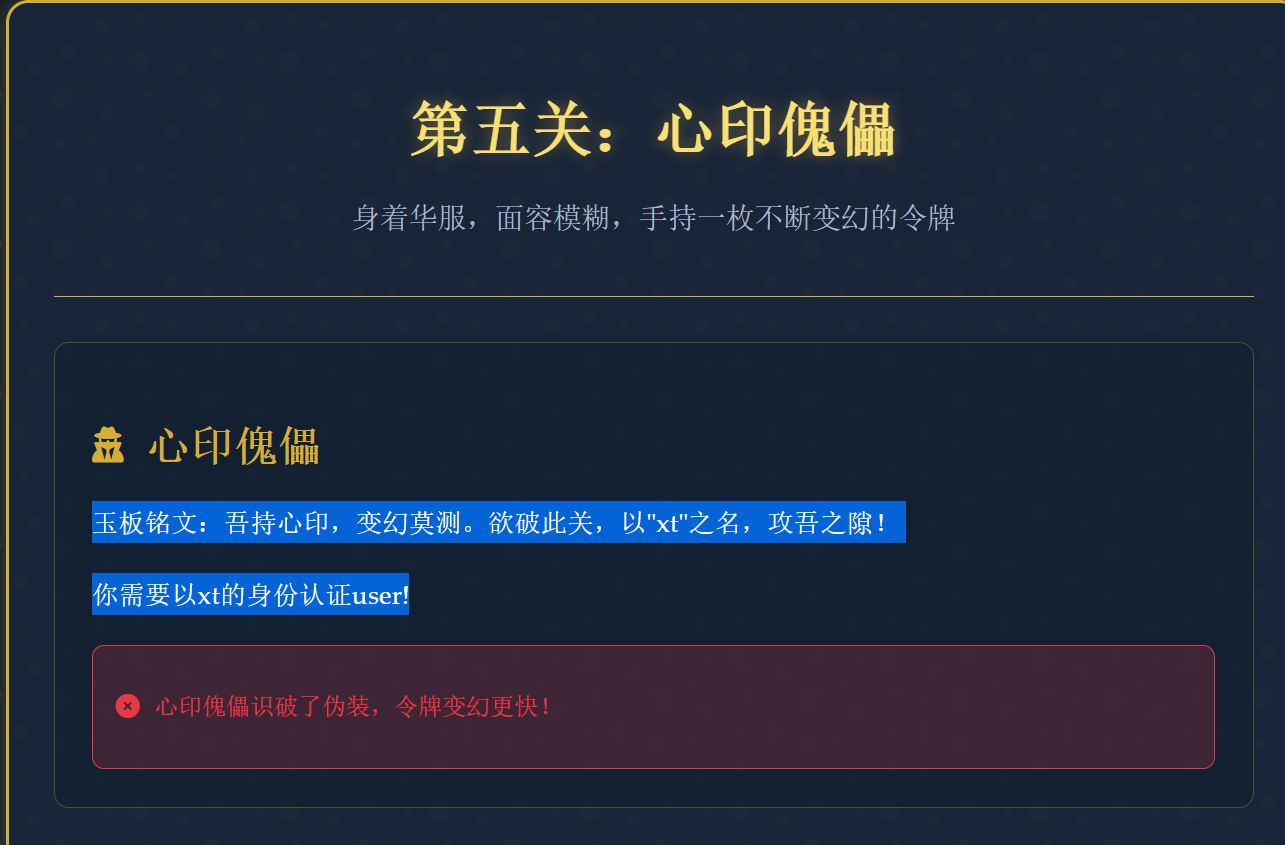 第五关：心印傀儡
身着华服，面容模糊，手持一枚不断变幻的令牌
心印傀儡
玉板铭文：吾持心印，变幻莫测。欲破此关，以"xt"之名，攻吾之隙！
你需要以xt的身份认证user!
心印傀儡识破了伪装，令牌变幻更快！